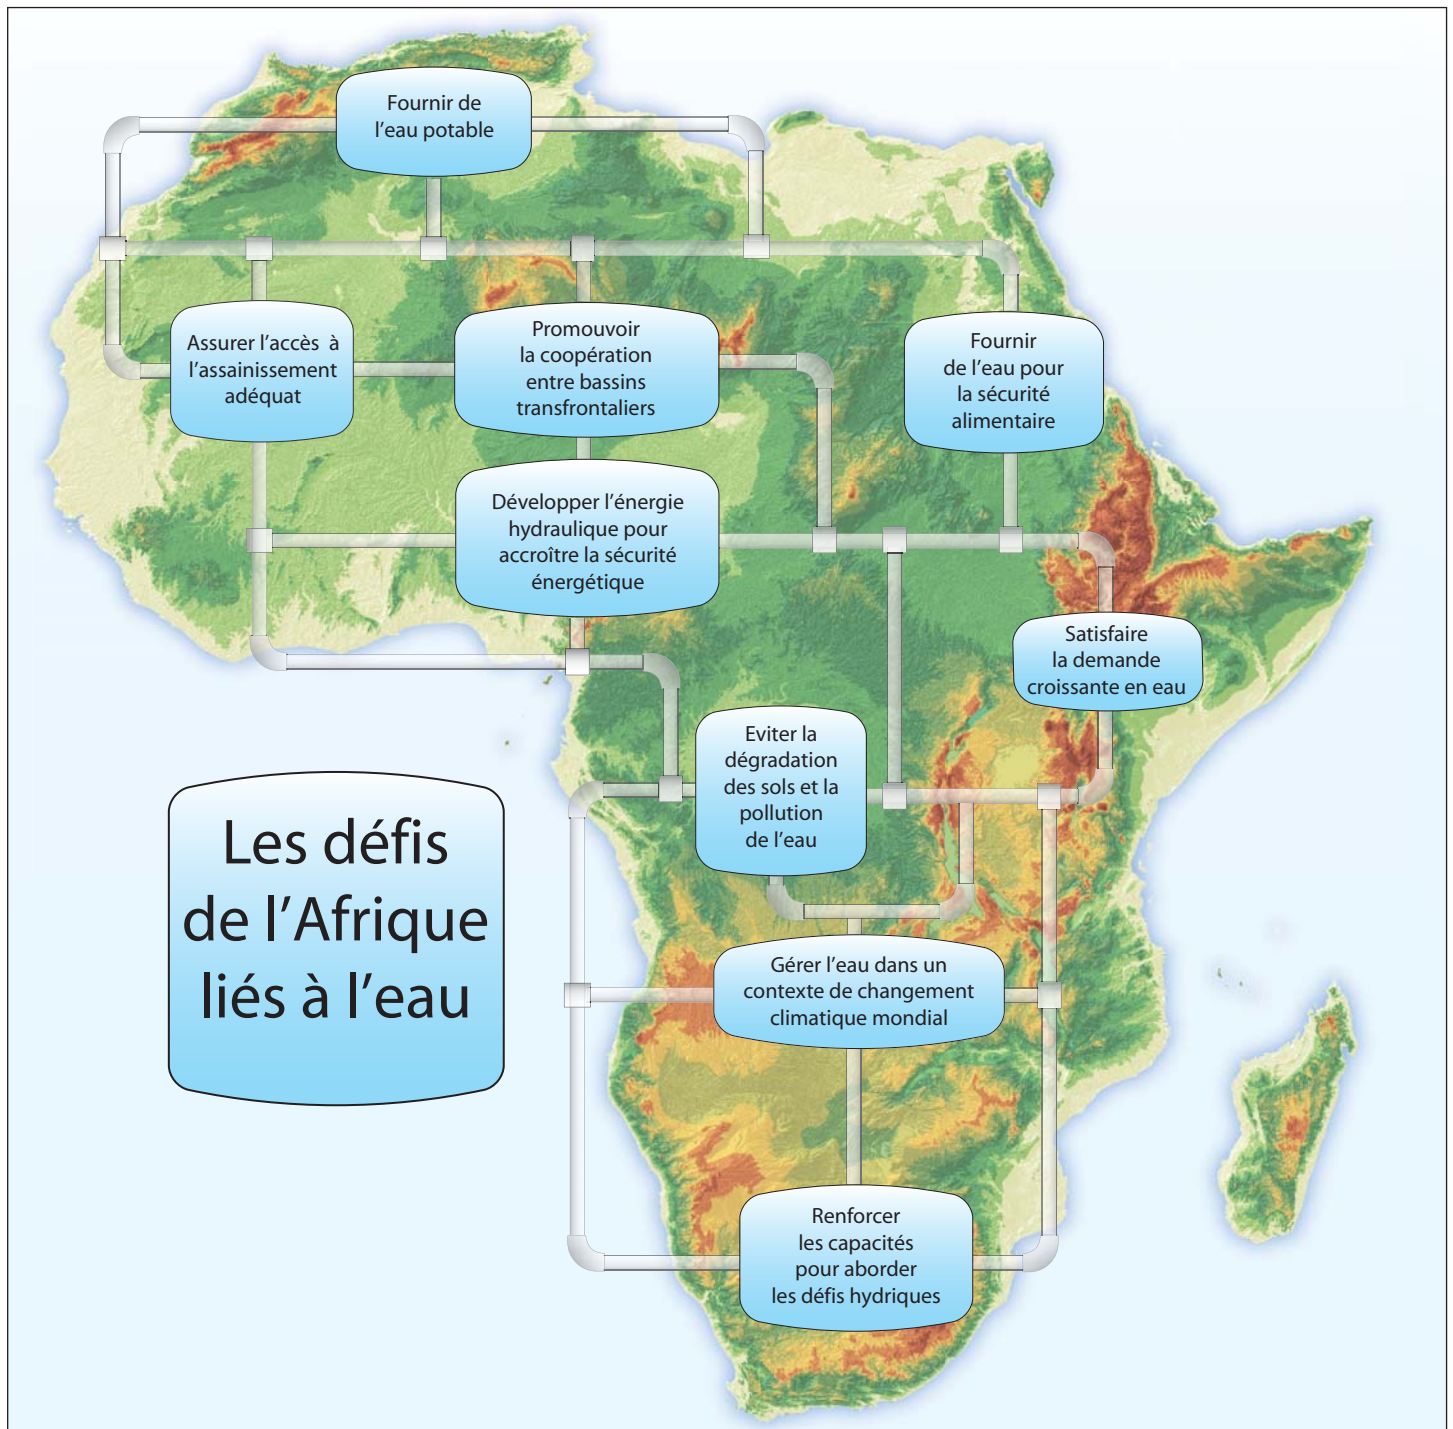 Fournir de
l'eau potable
Assurer l'accès à
l'assainissement
adéquat
Promouvoir
la coopération
entre bassins
transfrontaliers
Fournir
de l'eau pour
la sécurité
alimentaire
Développer l'énergie
hydraulique pour
accroître la sécurité
énergétique
Satisfaire
la demande
croissante en eau
Eviter la
dégradation
des sols et la
pollution
de l'eau
Les défis
de l'Afrique
liés à l'eau
Gérer l'eau dans un
contexte de changement
climatique mondial
Renforcer
les capacités
pour aborder
les défis hydriques